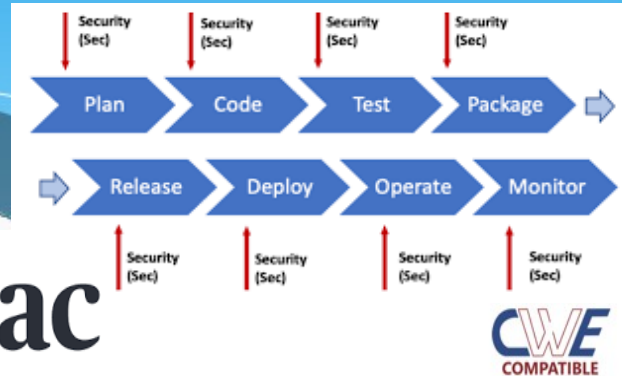 Security Security Security Security
(Sec) (Sec) (Sec) (Sec)
Plan Code Test Package
Release Deploy Operate Monitor
Security Security Security Security
(Sec) (Sec) (Sec) (Sec)
ac
CWE
COMPATIBLE